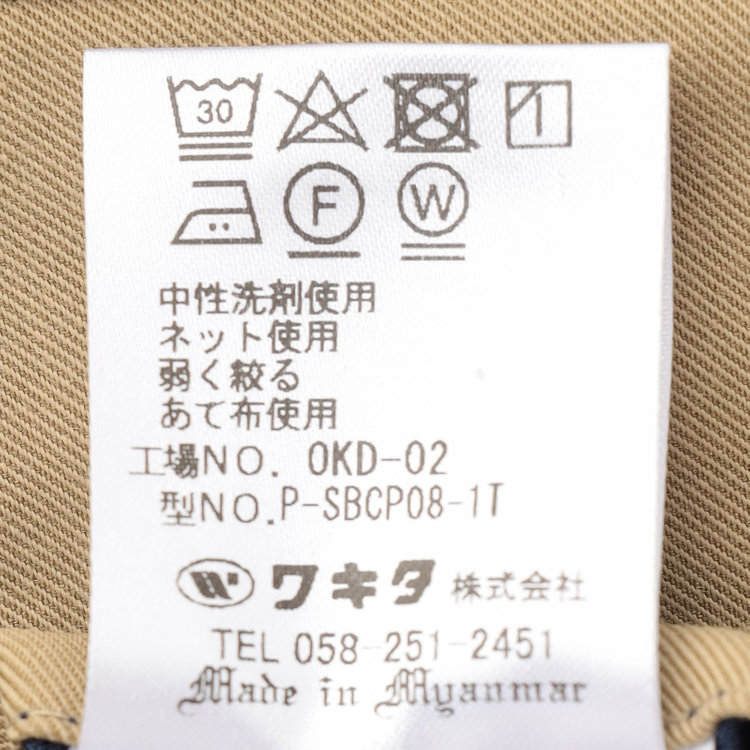 30
F W
中性洗剤使用
ネット使用
弱く絞る
あて布使用
工場NO. OKD-02
型NO.P-SBCP08-1T
W ワキタ 株式会社
TEL 058-251-2451
Made in Myanmar